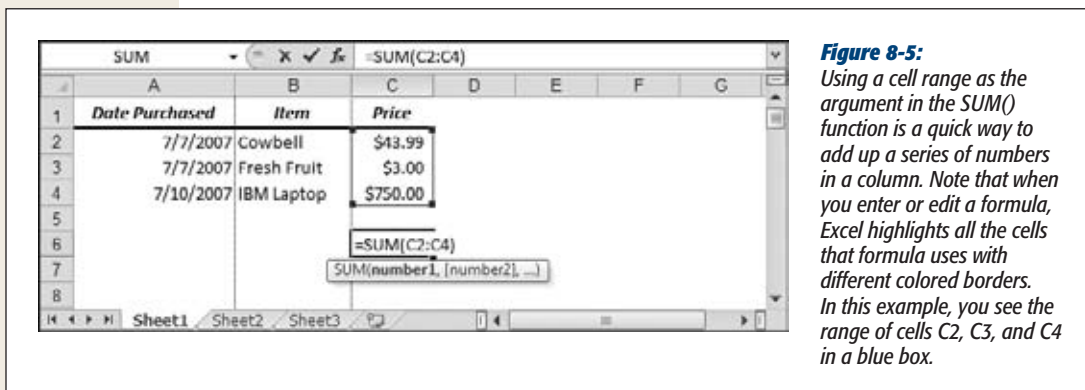 SUM
fx =SUM(C2:C4)
A B C D E F G
1 Date Purchased Item Price
2 7/7/2007 Cowbell $43.99
3 7/7/2007 Fresh Fruit $3.00
4 7/10/2007 IBM Laptop $750.00
5
6 =SUM(C2:C4)
7 SUM(number1, [number2], ...)
8
Sheet1 Sheet2 Sheet3
Figure 8-5:
Using a cell range as the
argument in the SUM()
function is a quick way to
add up a series of numbers
in a column. Note that when
you enter or edit a formula,
Excel highlights all the cells
that formula uses with
different colored borders.
In this example, you see the
range of cells C2, C3, and C4
in a blue box.